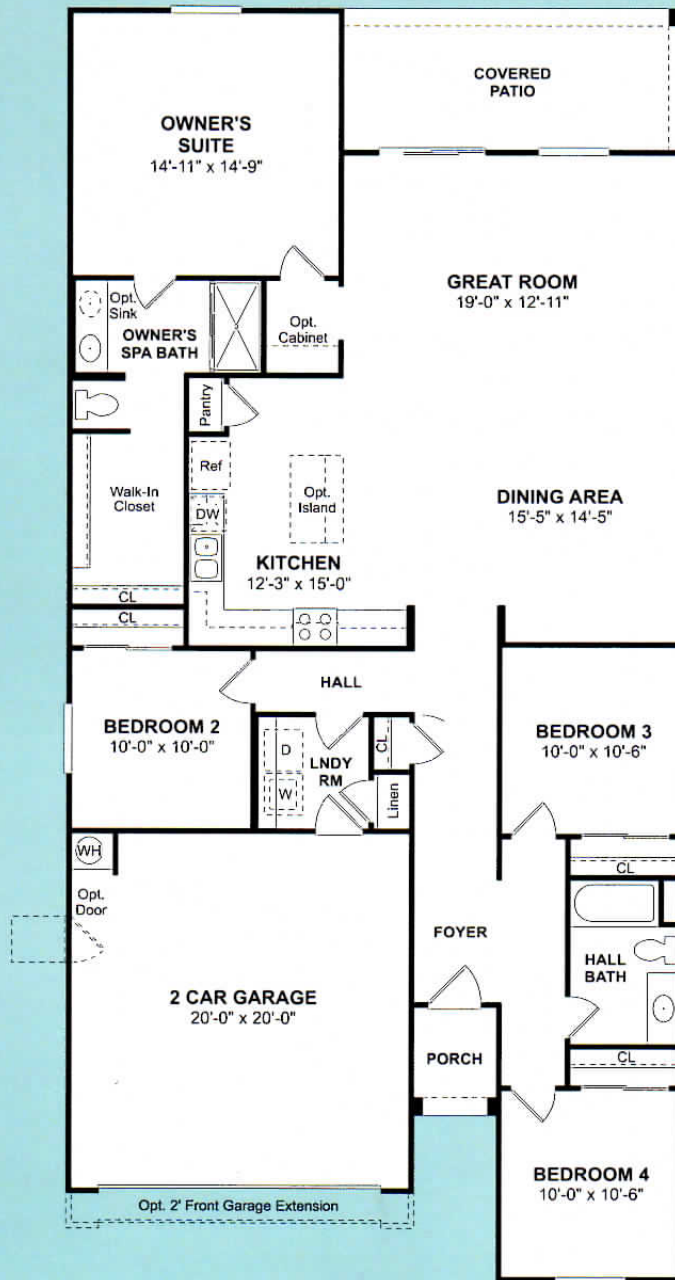 COVERED
PATIO
OWNER'S
SUITE
14'-11" x 14'-9"
GREAT ROOM
19'-0" x 12'-11"
Opt.
Sink
OWNER'S
SPA BATH
Opt.
Cabinet
Pantry
Ref
DW
Opt.
Island
Walk-In
Closet
DINING AREA
15'-5" x 14'-5"
KITCHEN
12'-3" x 15'-0"
CL
CL
HALL
BEDROOM 2
10'-0" x 10'-0"
D
W
LNDY
RM
CL
Linen
BEDROOM 3
10'-0" x 10'-6"
CL
WH
Opt.
Door
FOYER
HALL
BATH
2 CAR GARAGE
20'-0" x 20'-0"
PORCH
CL
BEDROOM 4
10'-0" x 10'-6"
Opt. 2' Front Garage Extension